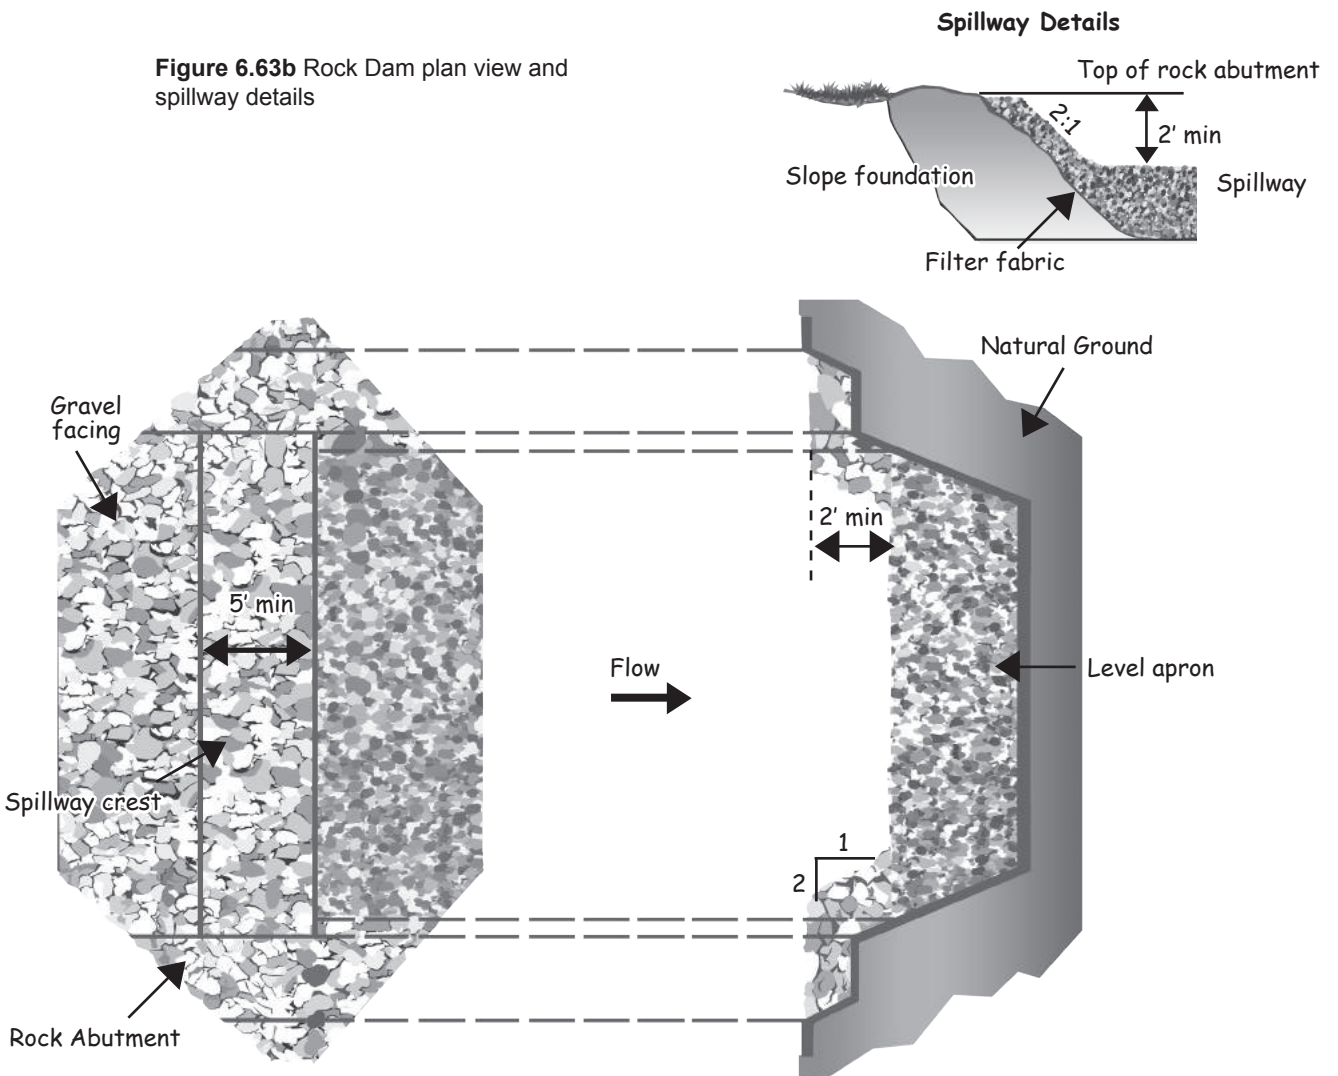 Spillway Details
Figure 6.63b Rock Dam plan view and
spillway details
Top of rock abutment
2:1
2' min
Slope foundation
Spillway
Filter fabric
Natural Ground
Gravel
facing
2' min
5' min
Flow
Level apron
Spillway crest
1
2
Rock Abutment